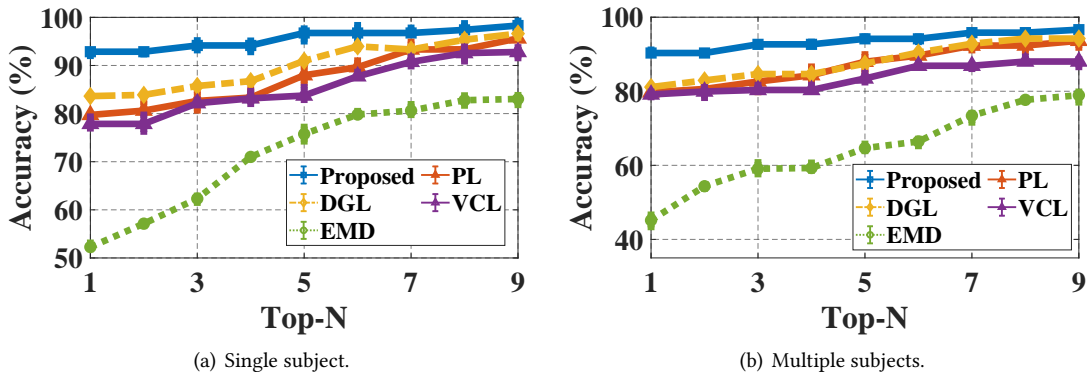 100
90
80
70
60
50
Accuracy (%)
1 3 5 7 9
Top-N
Proposed PL
DGL VCL
EMD
(a) Single subject.
100
80
60
40
Accuracy (%)
1 3 5 7 9
Top-N
Proposed PL
DGL VCL
EMD
(b) Multiple subjects.